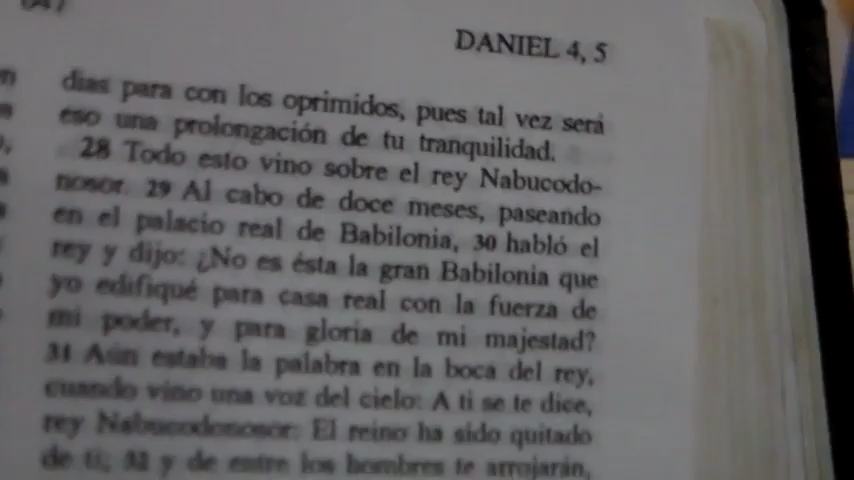 DANIEL 4, 5
dias para con los oprimidos, pues tal vez será
eso una prolongación de tu tranquilidad.
28 Todo esto vino sobre el rey Nabucodo-
nosor. 29 Al cabo de doce meses, paseando
en el palacio real de Babilonia, 30 habló el
rey y dijo: ¿No es ésta la gran Babilonia que
yo edifiqué para casa real con la fuerza de
mi poder, y para gloria de mi majestad?
31 Aún estaba la palabra en la boca del rey,
cuando vino una voz del cielo: A ti se te dice,
rey Nabucodonosor: El reino ha sido quitado
de ti; 32 y de entre los hombres te arrojarán,